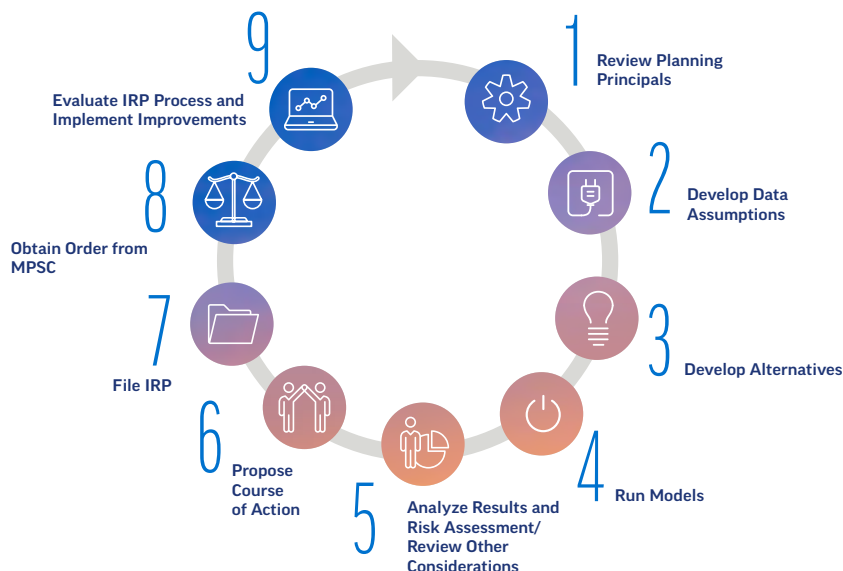 1
Review Planning
Principals
2
Develop Data
Assumptions
3
Develop Alternatives
4
Run Models
5
Analyze Results and
Risk Assessment/
Review Other
Considerations
6
Propose
Course
of Action
7
File IRP
8
Obtain Order from
MPSC
9
Evaluate IRP Process and
Implement Improvements